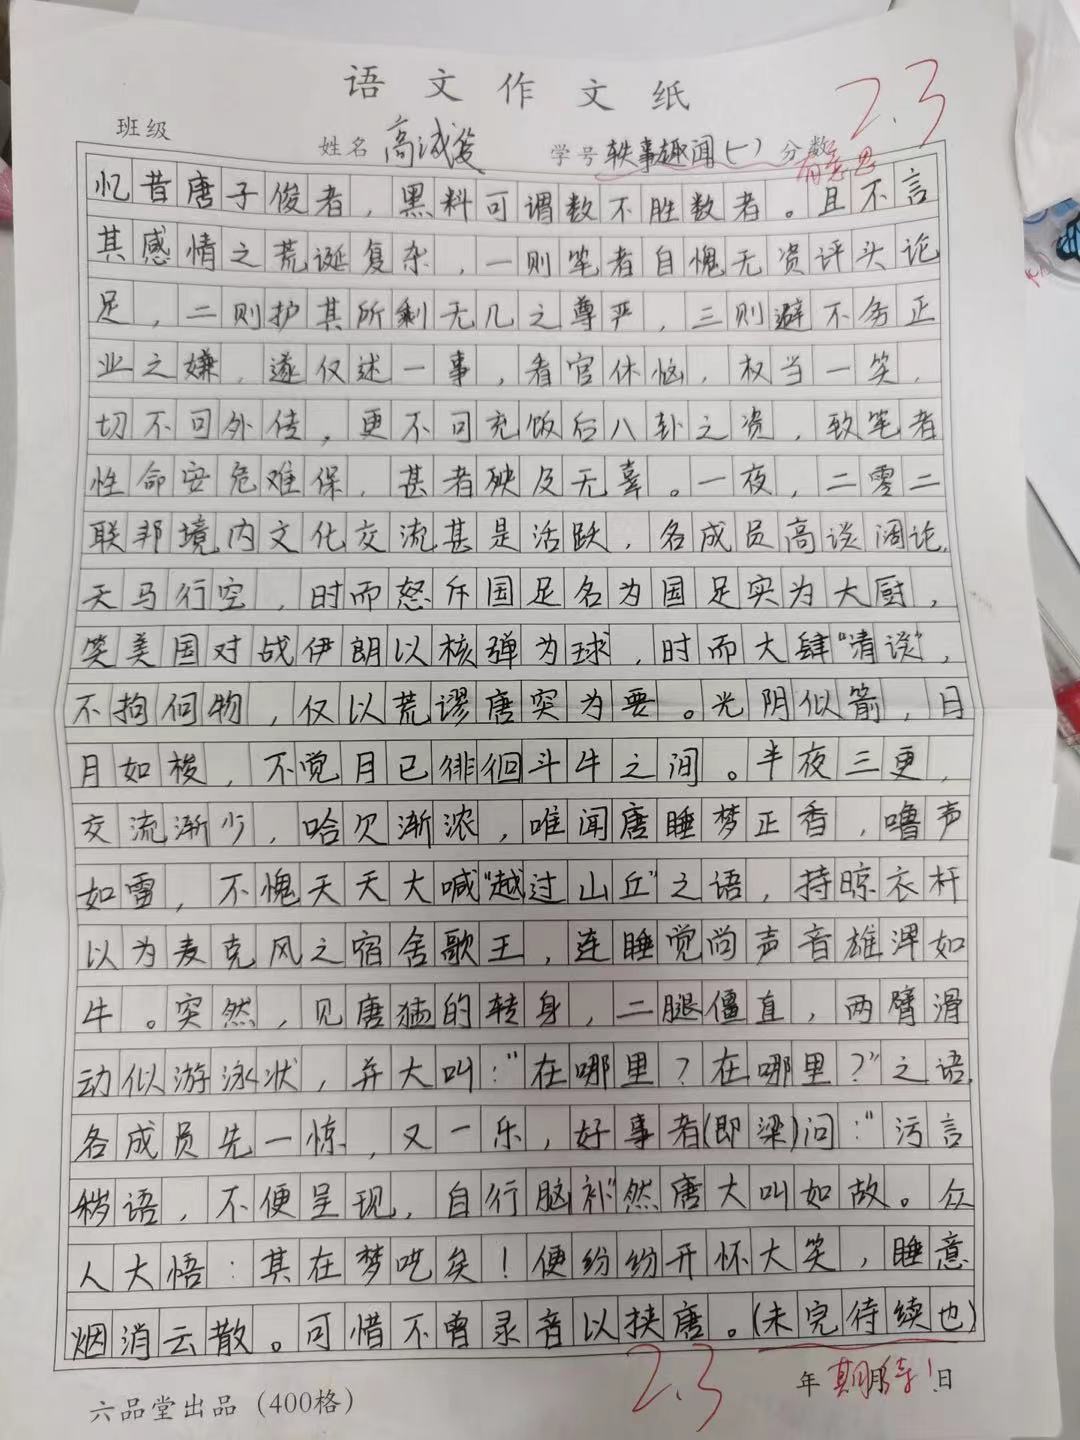 语文作文纸
2.3
班级
姓名 高诚俊
学号 轶事趣闻(一) 分数
有意思
忆昔唐子俊者，黑料可谓数不胜数者。且不言
其感情之荒诞复杂，一则笔者自愧无资评头论
足，二则护其所剩无几之尊严，三则避不务正
业之嫌，遂仅述一事，看官休恼，权当一笑，
切不可外传，更不可充饭后八卦之资，致笔者
性命安危难保，甚者殃及无辜。一夜，二零二
联邦境内文化交流甚是活跃，各成员高谈阔论，
天马行空，时而怒斥国足名为国足实为大厨，
笑美国对战伊朗以核弹为球，时而大肆"清谈"，
不拘何物，仅以荒谬唐突为要。光阴似箭，日
月如梭，不觉月已徘徊斗牛之间。半夜三更，
交流渐少，哈欠渐浓，唯闻唐睡梦正香，噜声
如雷，不愧天天大喊"越过山丘"之语，持晾衣杆
以为麦克风之宿舍歌王，连睡觉尚声音雄浑如
牛。突然，见唐猛的转身，二腿僵直，两臂滑
动似游泳状，并大叫："在哪里？在哪里？"之语，
各成员先一惊，又一乐，好事者(即梁)问："污言
秽语，不便呈现，自行脑补"然唐大叫如故。众
人大悟：其在梦呓矣！便纷纷开怀大笑，睡意
烟消云散。可惜不曾录音以挟唐。(未完待续也)
六品堂出品（400格）
2.3
年 月 日
期待！